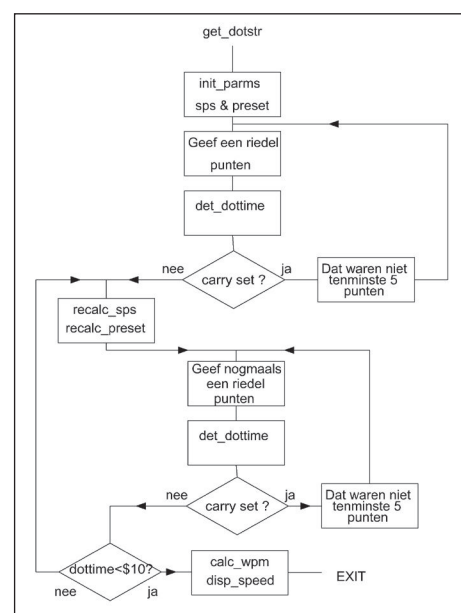 get_dotstr
init_parms
sps & preset
Geef een riedel
punten
det_dottime
nee
carry set ?
ja
Dat waren niet
tenminste 5
punten
recalc_sps
recalc_preset
Geef nogmaals
een riedel
punten
det_dottime
nee
carry set ?
ja
Dat waren niet
tenminste 5
punten
dottime<$10?
nee
ja
calc_wpm
disp_speed
EXIT